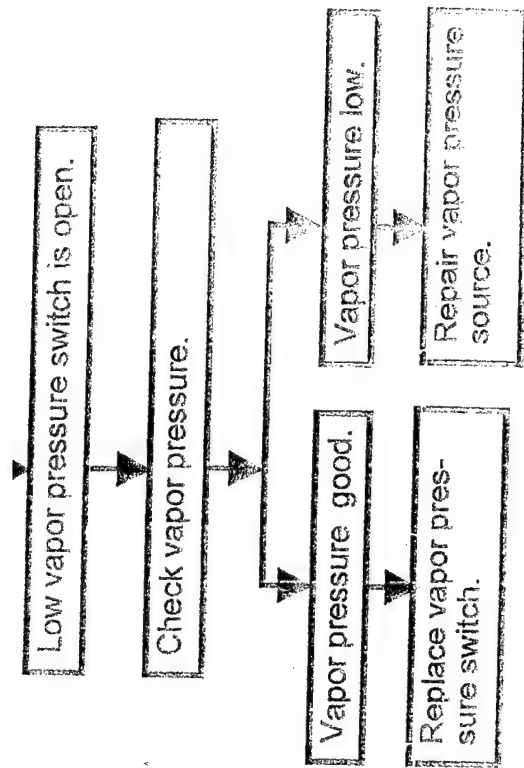 Low vapor pressure switch is open.
Check vapor pressure.
Vapor pressure good.
Replace vapor pres-
sure switch.
Vapor pressure low.
Repair vapor pressure
source.